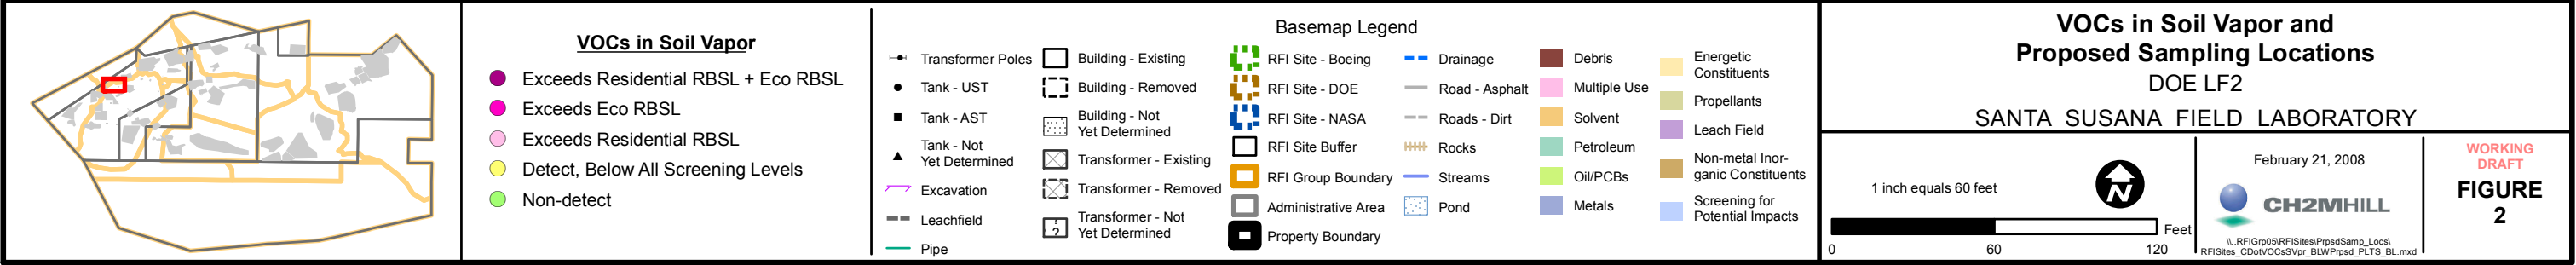 VOCs in Soil Vapor
Exceeds Residential RBSL + Eco RBSL
Exceeds Eco RBSL
Exceeds Residential RBSL
Detect, Below All Screening Levels
Non-detect
Basemap Legend
Transformer Poles
Tank - UST
Tank - AST
Tank - Not
Yet Determined
Excavation
Leachfield
Pipe
Building - Existing
Building - Removed
Building - Not
Yet Determined
Transformer - Existing
Transformer - Removed
?
Transformer - Not
Yet Determined
RFI Site - Boeing
RFI Site - DOE
RFI Site - NASA
RFI Site Buffer
RFI Group Boundary
Administrative Area
Property Boundary
Drainage
Road - Asphalt
Roads - Dirt
Rocks
Streams
Pond
Debris
Multiple Use
Solvent
Petroleum
Oil/PCBs
Metals
Energetic
Constituents
Propellants
Leach Field
Non-metal Inor-
ganic Constituents
Screening for
Potential Impacts
VOCs in Soil Vapor and
Proposed Sampling Locations
DOE LF2
SANTA SUSANA FIELD LABORATORY
1 inch equals 60 feet
N
Feet
0 60 120
February 21, 2008
CH2MHILL
\\..RFIGrp05\RFISites\PrpsdSamp_Locs\
RFISites_CDotVOCsSVpr_BLWPrpsd_PLTS_BL.mxd
WORKING
DRAFT
FIGURE
2